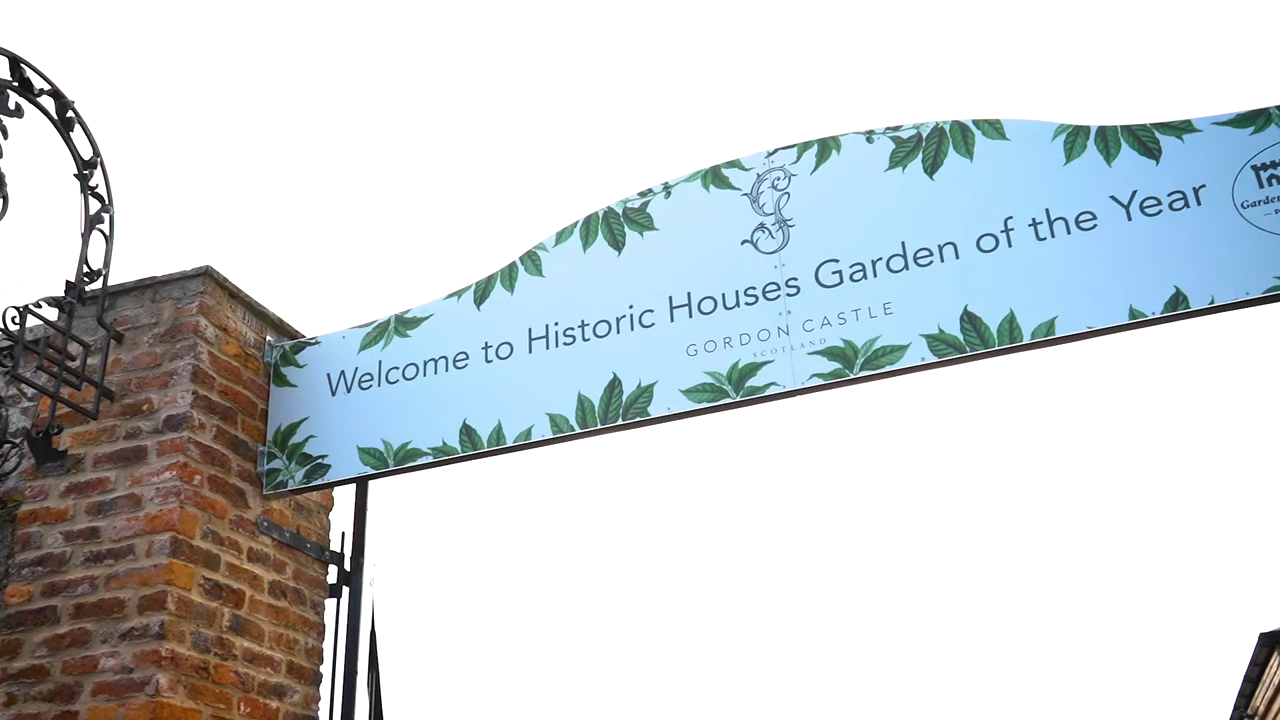 Welcome to Historic Houses Garden of the Year
GORDON CASTLE
SCOTLAND